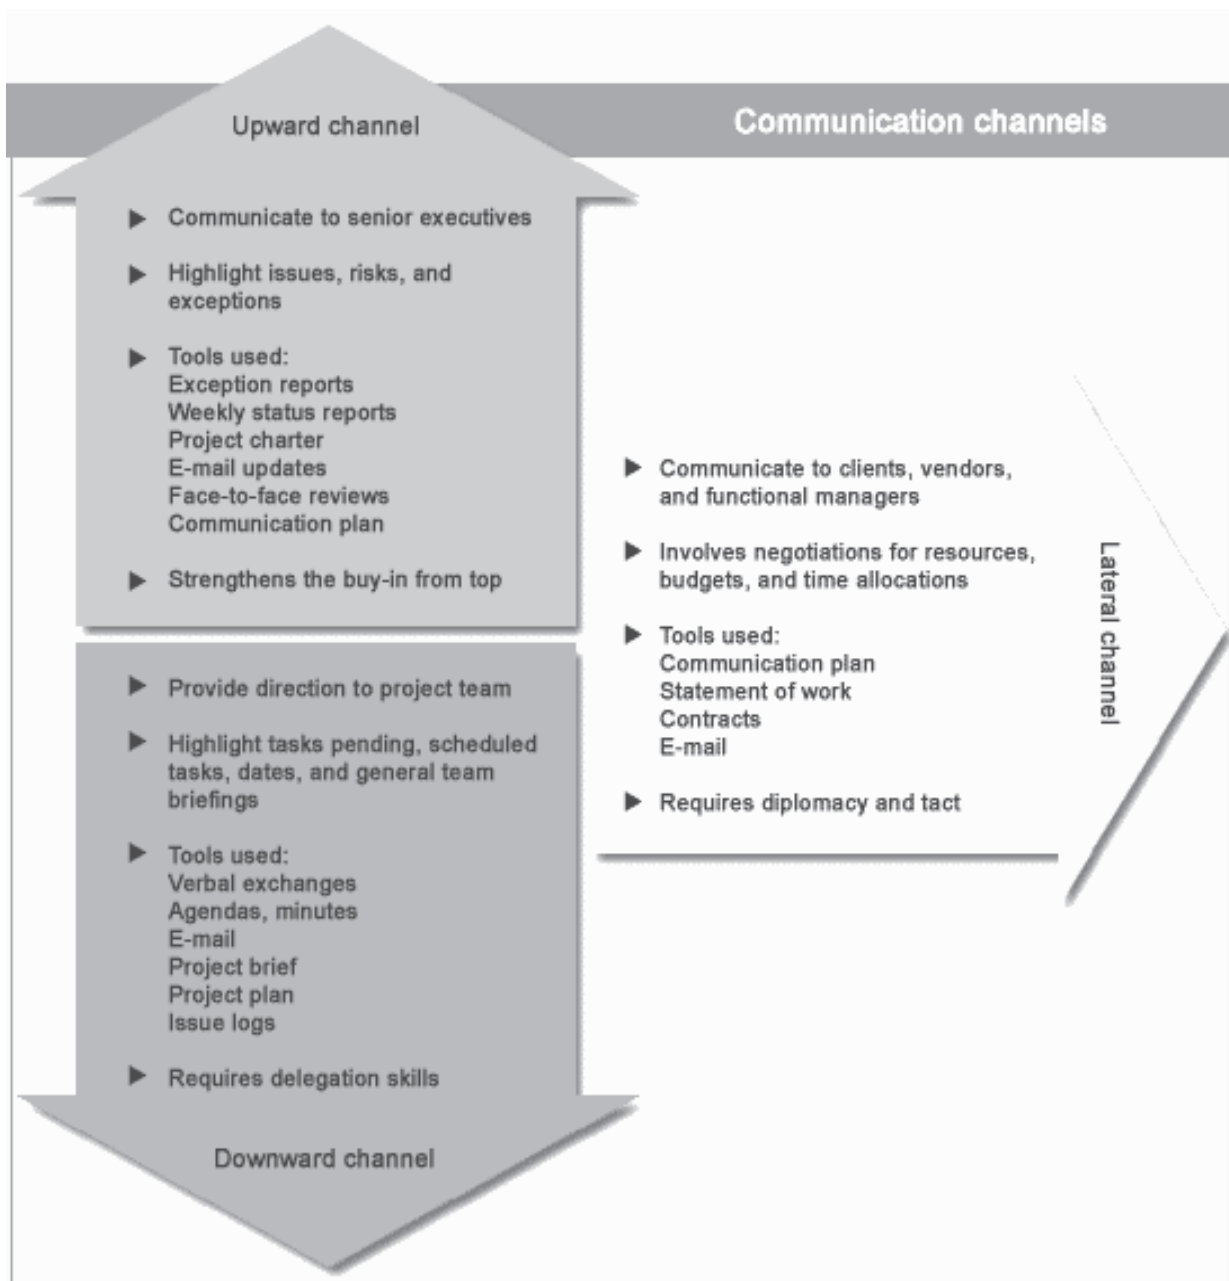 Communication channels
Upward channel
Communicate to senior executives
Highlight issues, risks, and
exceptions
Tools used:
Exception reports
Weekly status reports
Project charter
E-mail updates
Face-to-face reviews
Communication plan
Strengthens the buy-in from top
Provide direction to project team
Highlight tasks pending, scheduled
tasks, dates, and general team
briefings
Tools used:
Verbal exchanges
Agendas, minutes
E-mail
Project brief
Project plan
Issue logs
Requires delegation skills
Downward channel
Communicate to clients, vendors,
and functional managers
Involves negotiations for resources,
budgets, and time allocations
Tools used:
Communication plan
Statement of work
Contracts
E-mail
Requires diplomacy and tact
Lateral channel